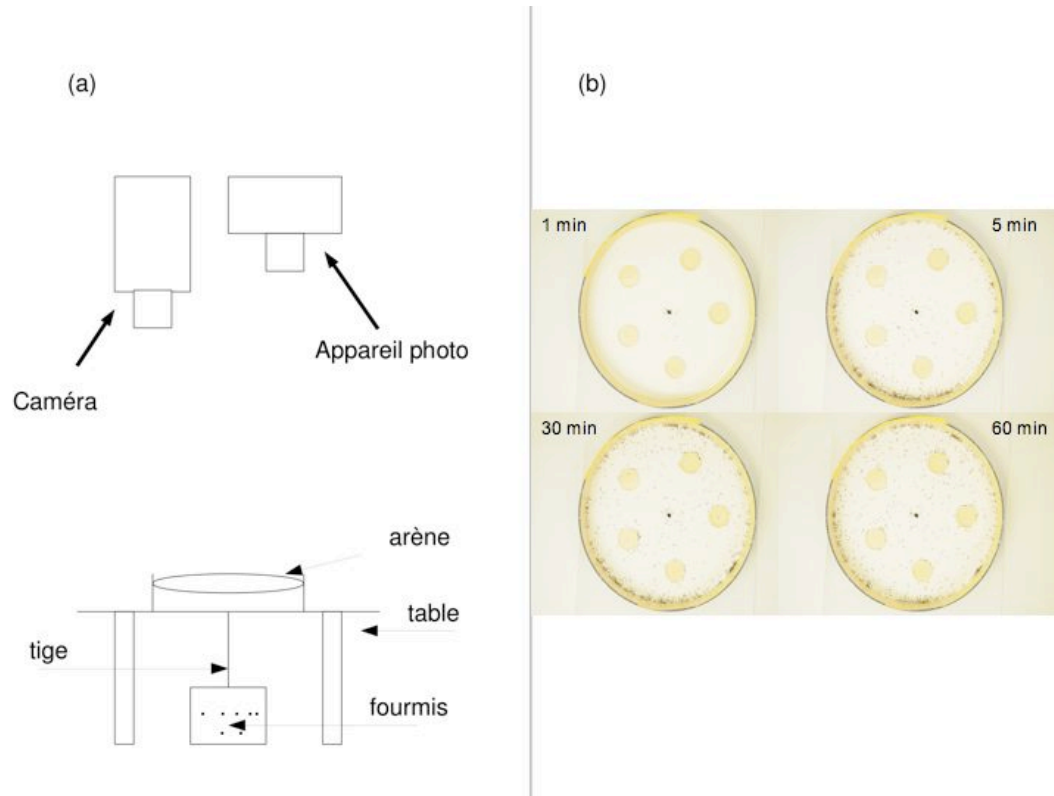 (a)
Caméra
Appareil photo
arène
table
tige
fourmis
(b)
1 min
5 min
30 min
60 min